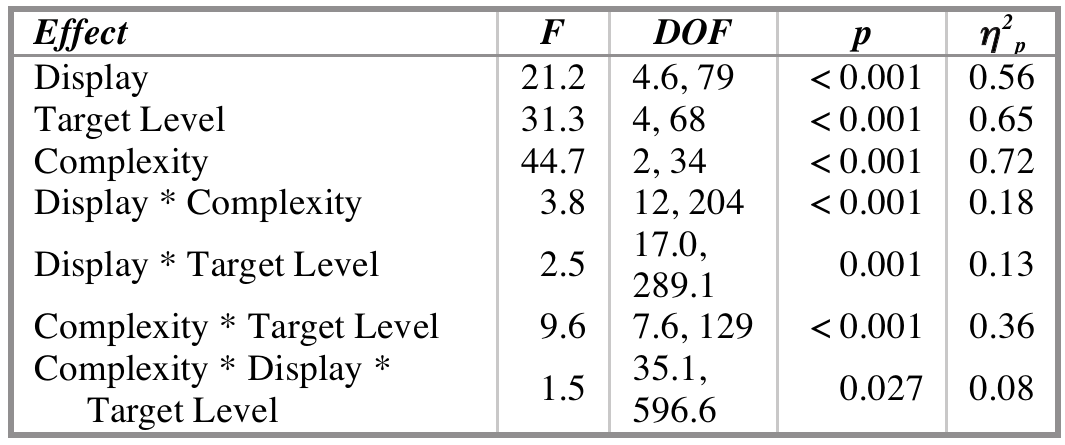 Effect F DOF p η²ₚ
Display 21.2 4.6, 79 < 0.001 0.56
Target Level 31.3 4, 68 < 0.001 0.65
Complexity 44.7 2, 34 < 0.001 0.72
Display * Complexity 3.8 12, 204 < 0.001 0.18
Display * Target Level 2.5 17.0, 289.1 0.001 0.13
Complexity * Target Level 9.6 7.6, 129 < 0.001 0.36
Complexity * Display *
Target Level 1.5 35.1, 596.6 0.027 0.08